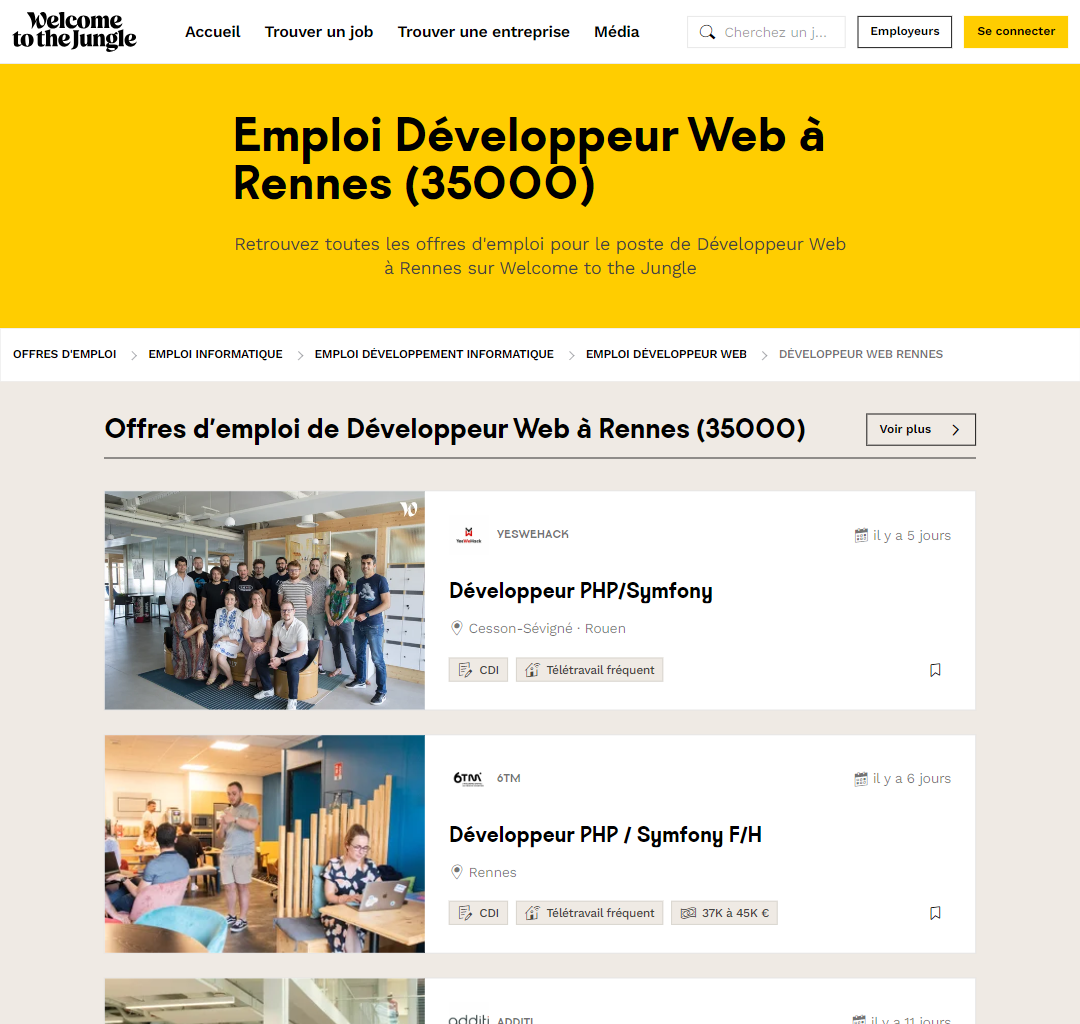 Welcome
to the Jungle
Accueil
Trouver un job
Trouver une entreprise
Média
Cherchez un j...
Employeurs
Se connecter
Emploi Développeur Web à
Rennes (35000)
Retrouvez toutes les offres d'emploi pour le poste de Développeur Web
à Rennes sur Welcome to the Jungle
OFFRES D'EMPLOI
EMPLOI INFORMATIQUE
EMPLOI DÉVELOPPEMENT INFORMATIQUE
EMPLOI DÉVELOPPEUR WEB
DÉVELOPPEUR WEB RENNES
Offres d'emploi de Développeur Web à Rennes (35000)
Voir plus
YesWeHack
YESWEHACK
il y a 5 jours
Développeur PHP/Symfony
Cesson-Sévigné · Rouen
CDI
Télétravail fréquent
6TM
6TM
il y a 6 jours
Développeur PHP / Symfony F/H
Rennes
CDI
Télétravail fréquent
37K à 45K €
additi
ADDITI
il y a 11 jours